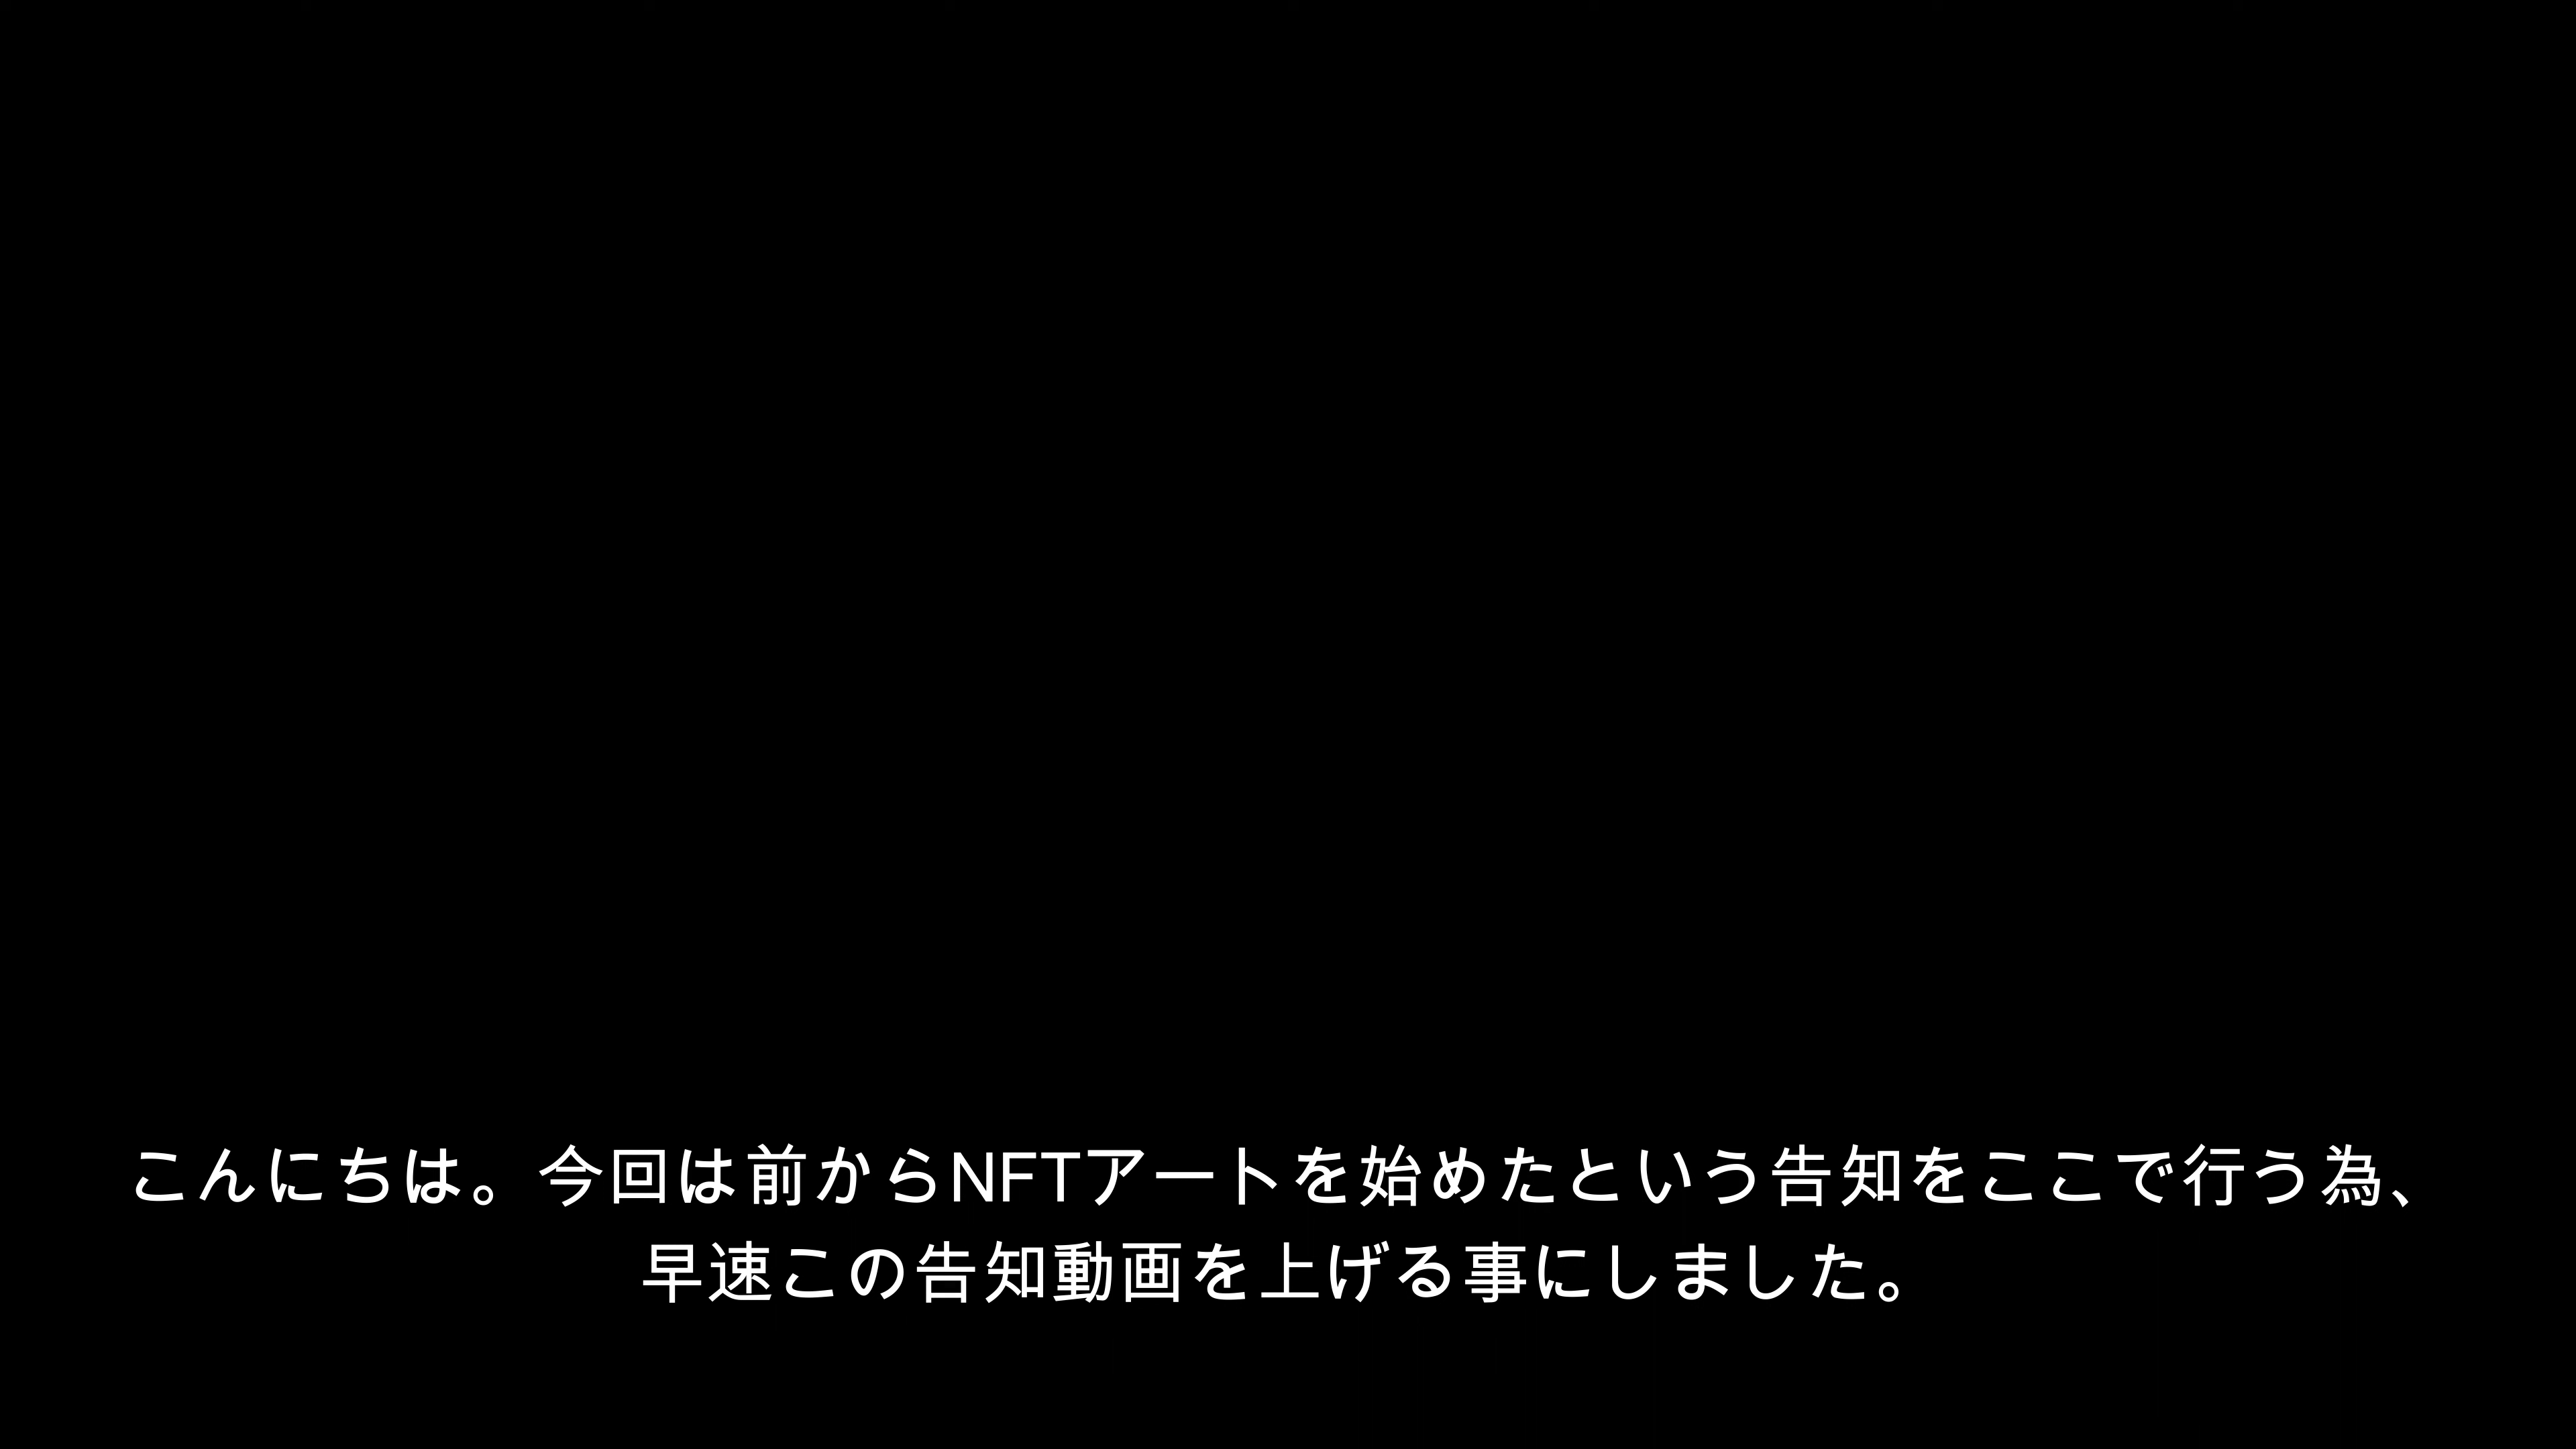 こんにちは。今回は前からNFTアートを始めたという告知をここで行う為、
早速この告知動画を上げる事にしました。